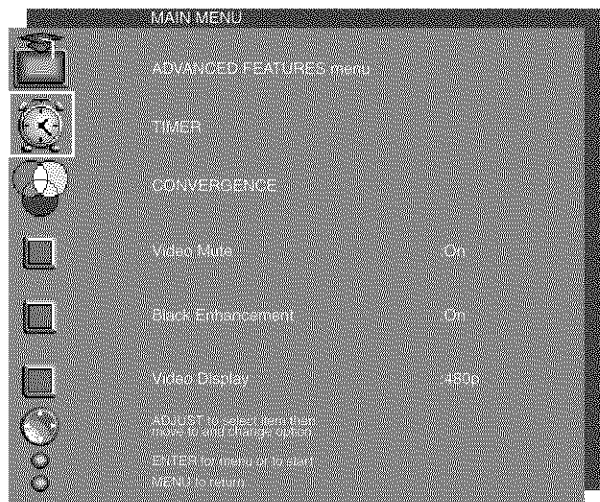 MAIN MENU
ADVANCED FEATURES menu
TIMER
CONVERGENCE
Video Mute :On
Black Enhancement :On
Video Display :480p
ADJUST to select item then
move to and change option
ENTER for menu or to start
MENU to return